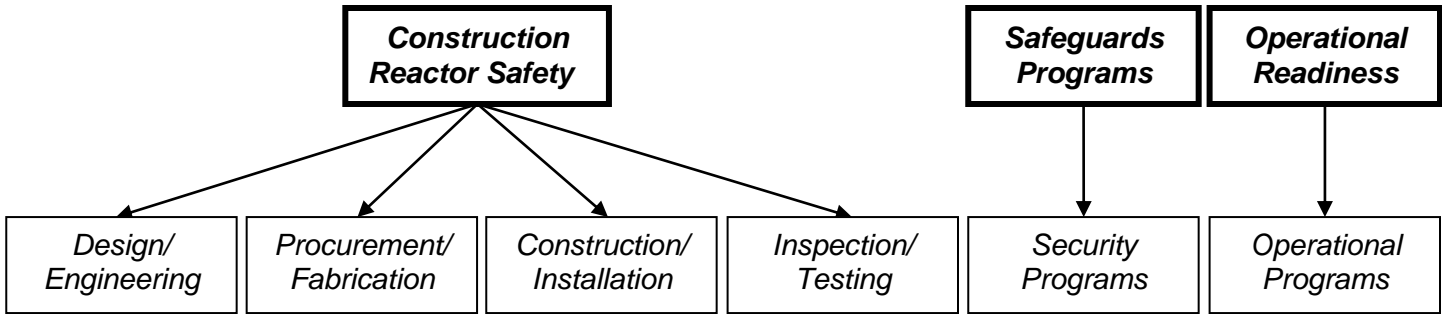 Construction
Reactor Safety
Safeguards
Programs
Operational
Readiness
Design/
Engineering
Procurement/
Fabrication
Construction/
Installation
Inspection/
Testing
Security
Programs
Operational
Programs